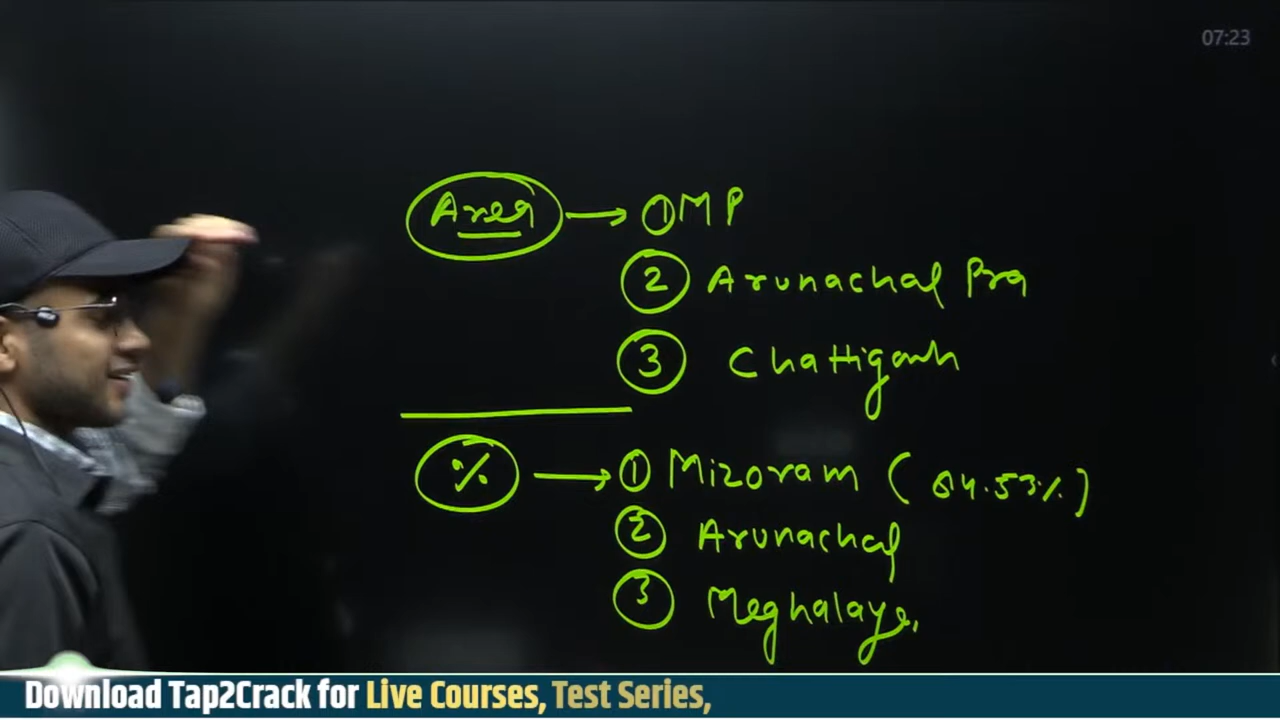 07:23
Area → ① MP
② Arunachal Pra
③ Chattigarh
% → ① Mizoram (84.53%)
② Arunachal
③ Meghalaya,
Download Tap2Crack for Live Courses, Test Series,